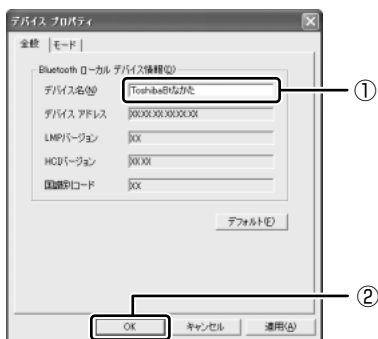 デバイス プロパティ
全般 モード
Bluetooth ローカル デバイス情報(D)
デバイス名(N) ToshibaBtなかた ①
デバイス アドレス XX:XX:XX:XX:XX:XX
LMPバージョン XX
HCIバージョン XX.XX
国識別コード XX
デフォルト(E)
②
OK キャンセル 適用(A)